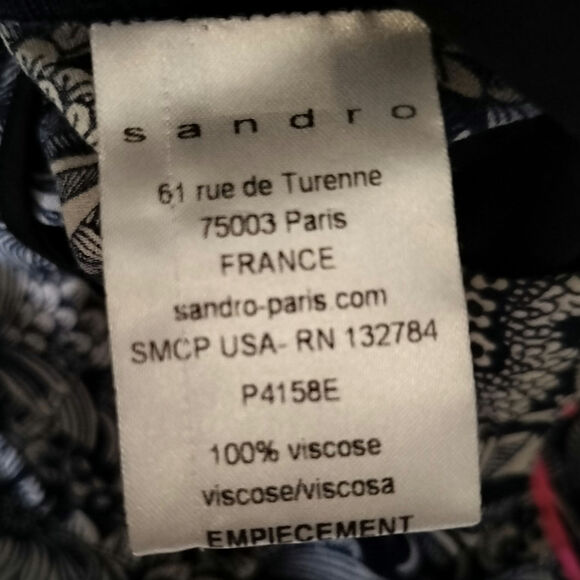 sandro
61 rue de Turenne
75003 Paris
FRANCE
sandro-paris.com
SMCP USA- RN 132784
P4158E
100% viscose
viscose/viscosa
EMPIECEMENT